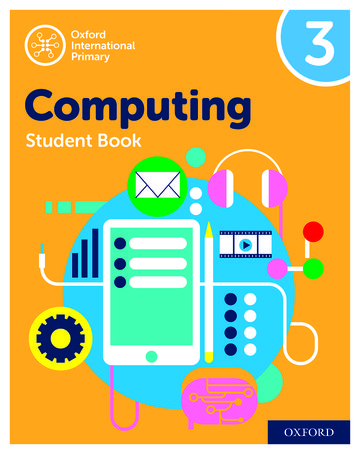 Oxford
International
Primary
3
Computing
Student Book
OXFORD